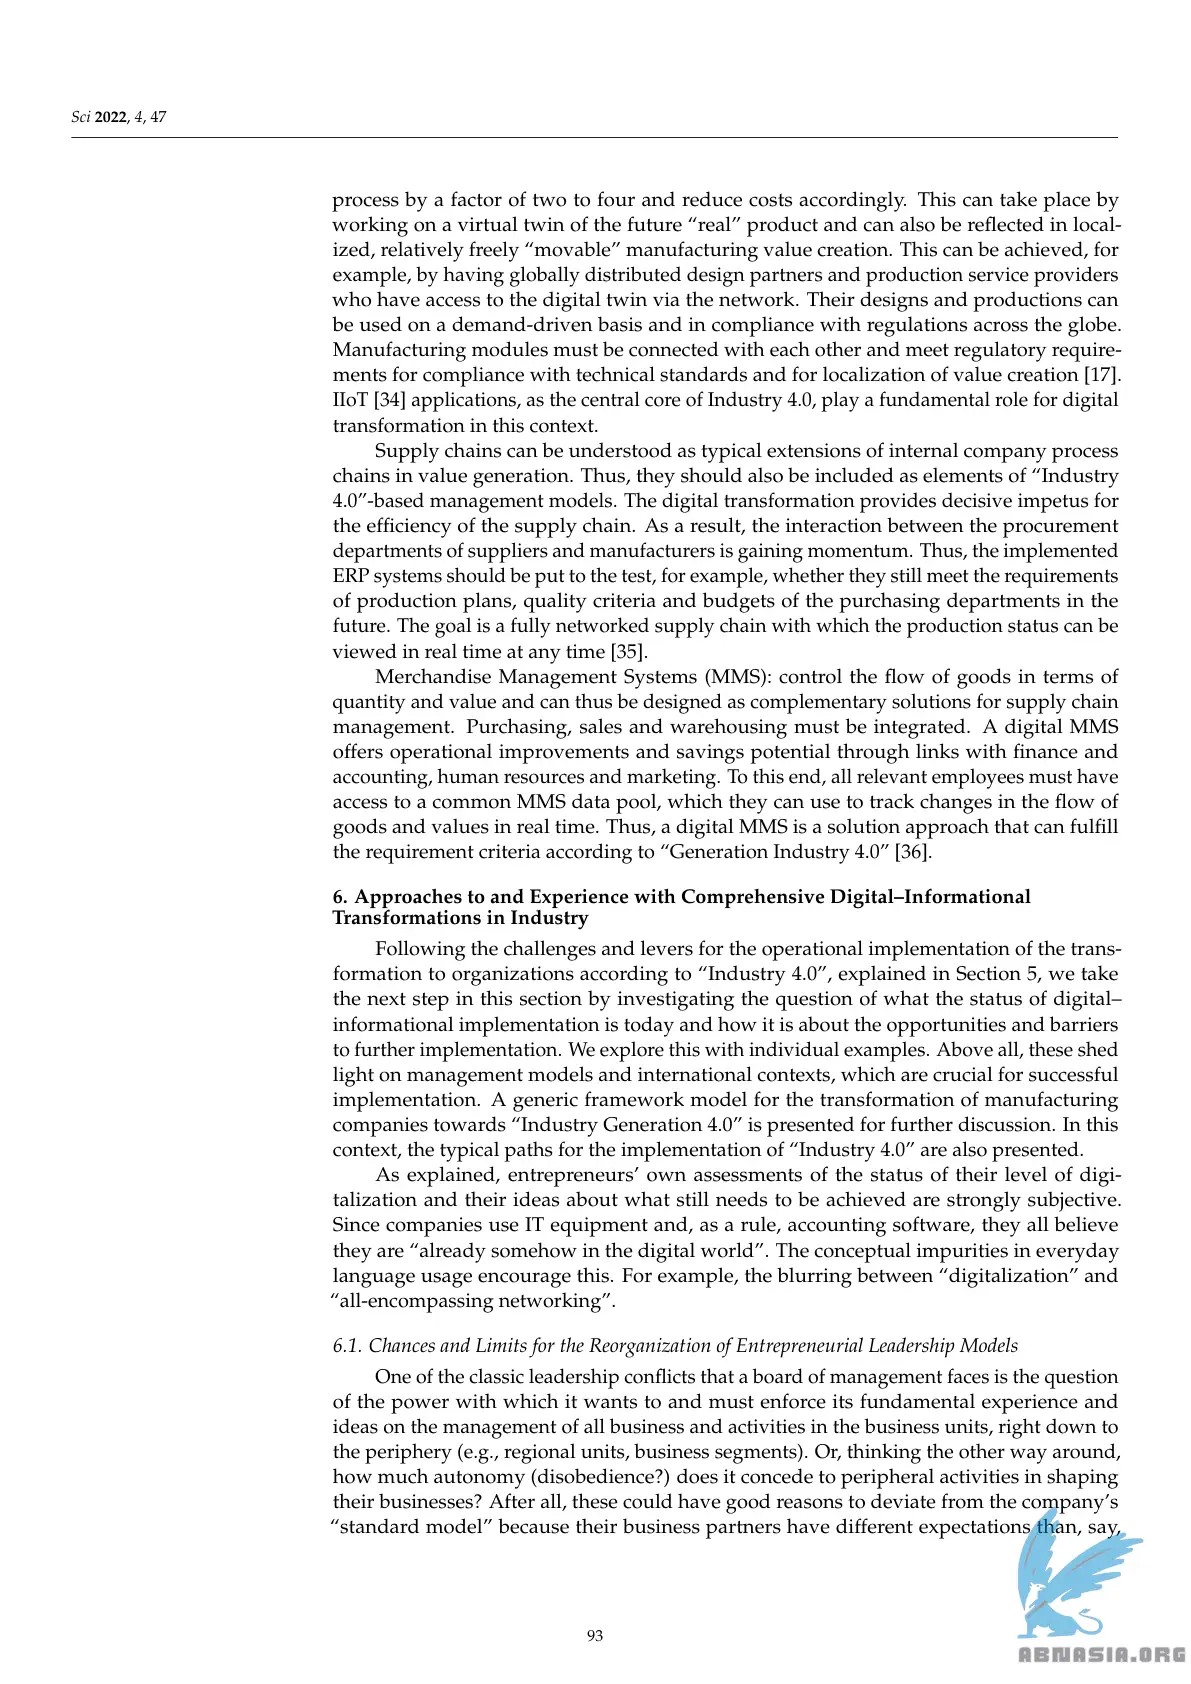 Sci 2022, 4, 47
process by a factor of two to four and reduce costs accordingly. This can take place by
working on a virtual twin of the future “real” product and can also be reflected in local-
ized, relatively freely “movable” manufacturing value creation. This can be achieved, for
example, by having globally distributed design partners and production service providers
who have access to the digital twin via the network. Their designs and productions can
be used on a demand-driven basis and in compliance with regulations across the globe.
Manufacturing modules must be connected with each other and meet regulatory require-
ments for compliance with technical standards and for localization of value creation [17].
IIoT [34] applications, as the central core of Industry 4.0, play a fundamental role for digital
transformation in this context.
Supply chains can be understood as typical extensions of internal company process
chains in value generation. Thus, they should also be included as elements of “Industry
4.0”-based management models. The digital transformation provides decisive impetus for
the efficiency of the supply chain. As a result, the interaction between the procurement
departments of suppliers and manufacturers is gaining momentum. Thus, the implemented
ERP systems should be put to the test, for example, whether they still meet the requirements
of production plans, quality criteria and budgets of the purchasing departments in the
future. The goal is a fully networked supply chain with which the production status can be
viewed in real time at any time [35].
Merchandise Management Systems (MMS): control the flow of goods in terms of
quantity and value and can thus be designed as complementary solutions for supply chain
management. Purchasing, sales and warehousing must be integrated. A digital MMS
offers operational improvements and savings potential through links with finance and
accounting, human resources and marketing. To this end, all relevant employees must have
access to a common MMS data pool, which they can use to track changes in the flow of
goods and values in real time. Thus, a digital MMS is a solution approach that can fulfill
the requirement criteria according to “Generation Industry 4.0” [36].
6. Approaches to and Experience with Comprehensive Digital–Informational
Transformations in Industry
Following the challenges and levers for the operational implementation of the trans-
formation to organizations according to “Industry 4.0”, explained in Section 5, we take
the next step in this section by investigating the question of what the status of digital–
informational implementation is today and how it is about the opportunities and barriers
to further implementation. We explore this with individual examples. Above all, these shed
light on management models and international contexts, which are crucial for successful
implementation. A generic framework model for the transformation of manufacturing
companies towards “Industry Generation 4.0” is presented for further discussion. In this
context, the typical paths for the implementation of “Industry 4.0” are also presented.
As explained, entrepreneurs’ own assessments of the status of their level of digi-
talization and their ideas about what still needs to be achieved are strongly subjective.
Since companies use IT equipment and, as a rule, accounting software, they all believe
they are “already somehow in the digital world”. The conceptual impurities in everyday
language usage encourage this. For example, the blurring between “digitalization” and
“all-encompassing networking”.
6.1. Chances and Limits for the Reorganization of Entrepreneurial Leadership Models
One of the classic leadership conflicts that a board of management faces is the question
of the power with which it wants to and must enforce its fundamental experience and
ideas on the management of all business and activities in the business units, right down to
the periphery (e.g., regional units, business segments). Or, thinking the other way around,
how much autonomy (disobedience?) does it concede to peripheral activities in shaping
their businesses? After all, these could have good reasons to deviate from the company’s
“standard model” because their business partners have different expectations than, say,
93
ABNASIA.ORG